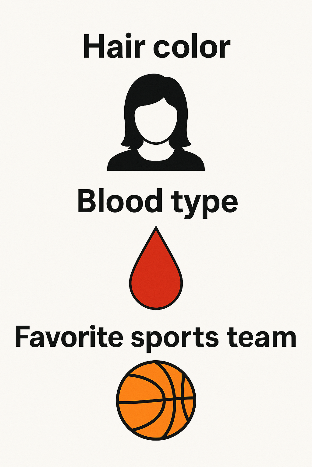 Hair color
Blood type
Favorite sports team